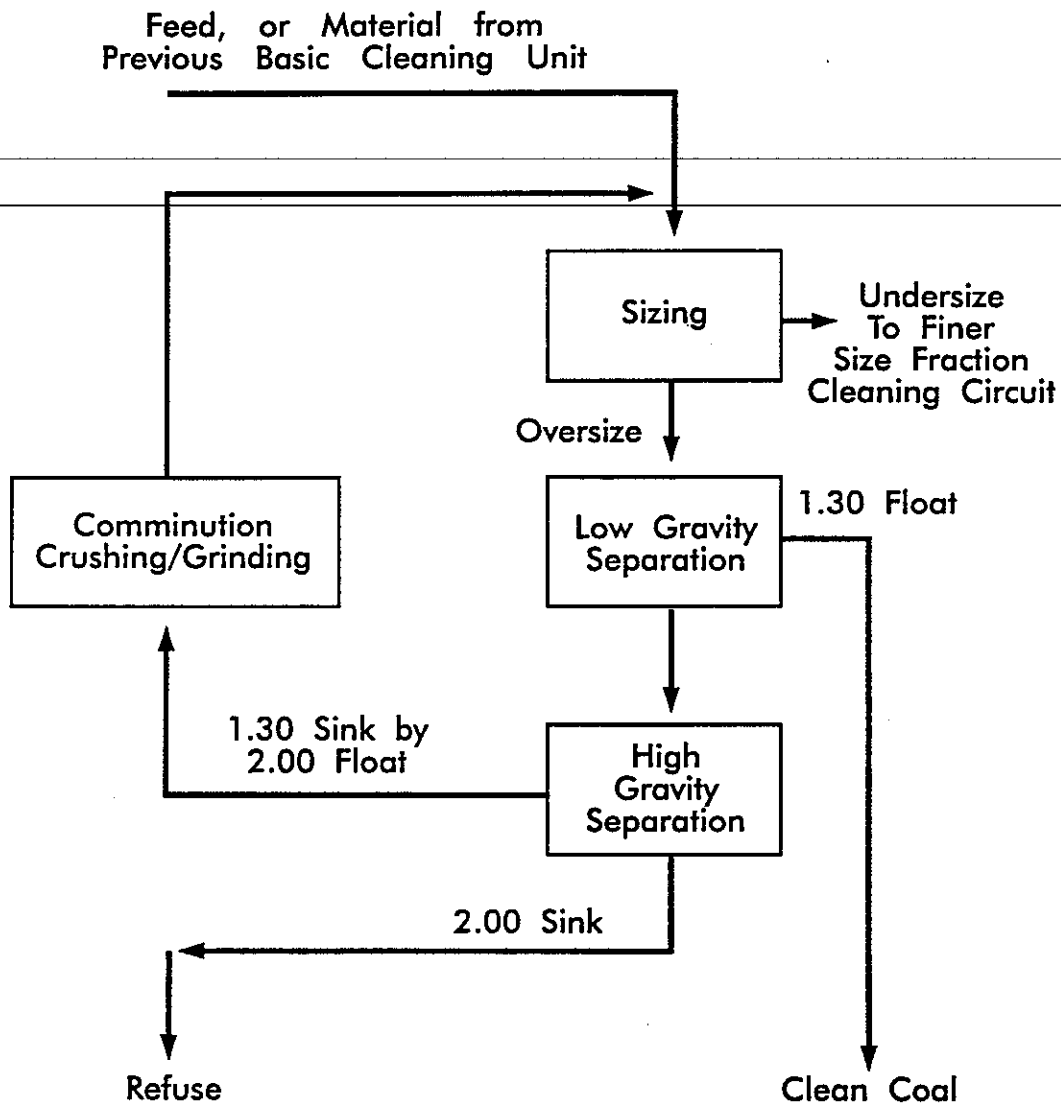 Feed, or Material from
Previous Basic Cleaning Unit
Sizing
Undersize
To Finer
Size Fraction
Cleaning Circuit
Oversize
Comminution
Crushing/Grinding
Low Gravity
Separation
1.30 Float
1.30 Sink by
2.00 Float
High
Gravity
Separation
2.00 Sink
Refuse
Clean Coal